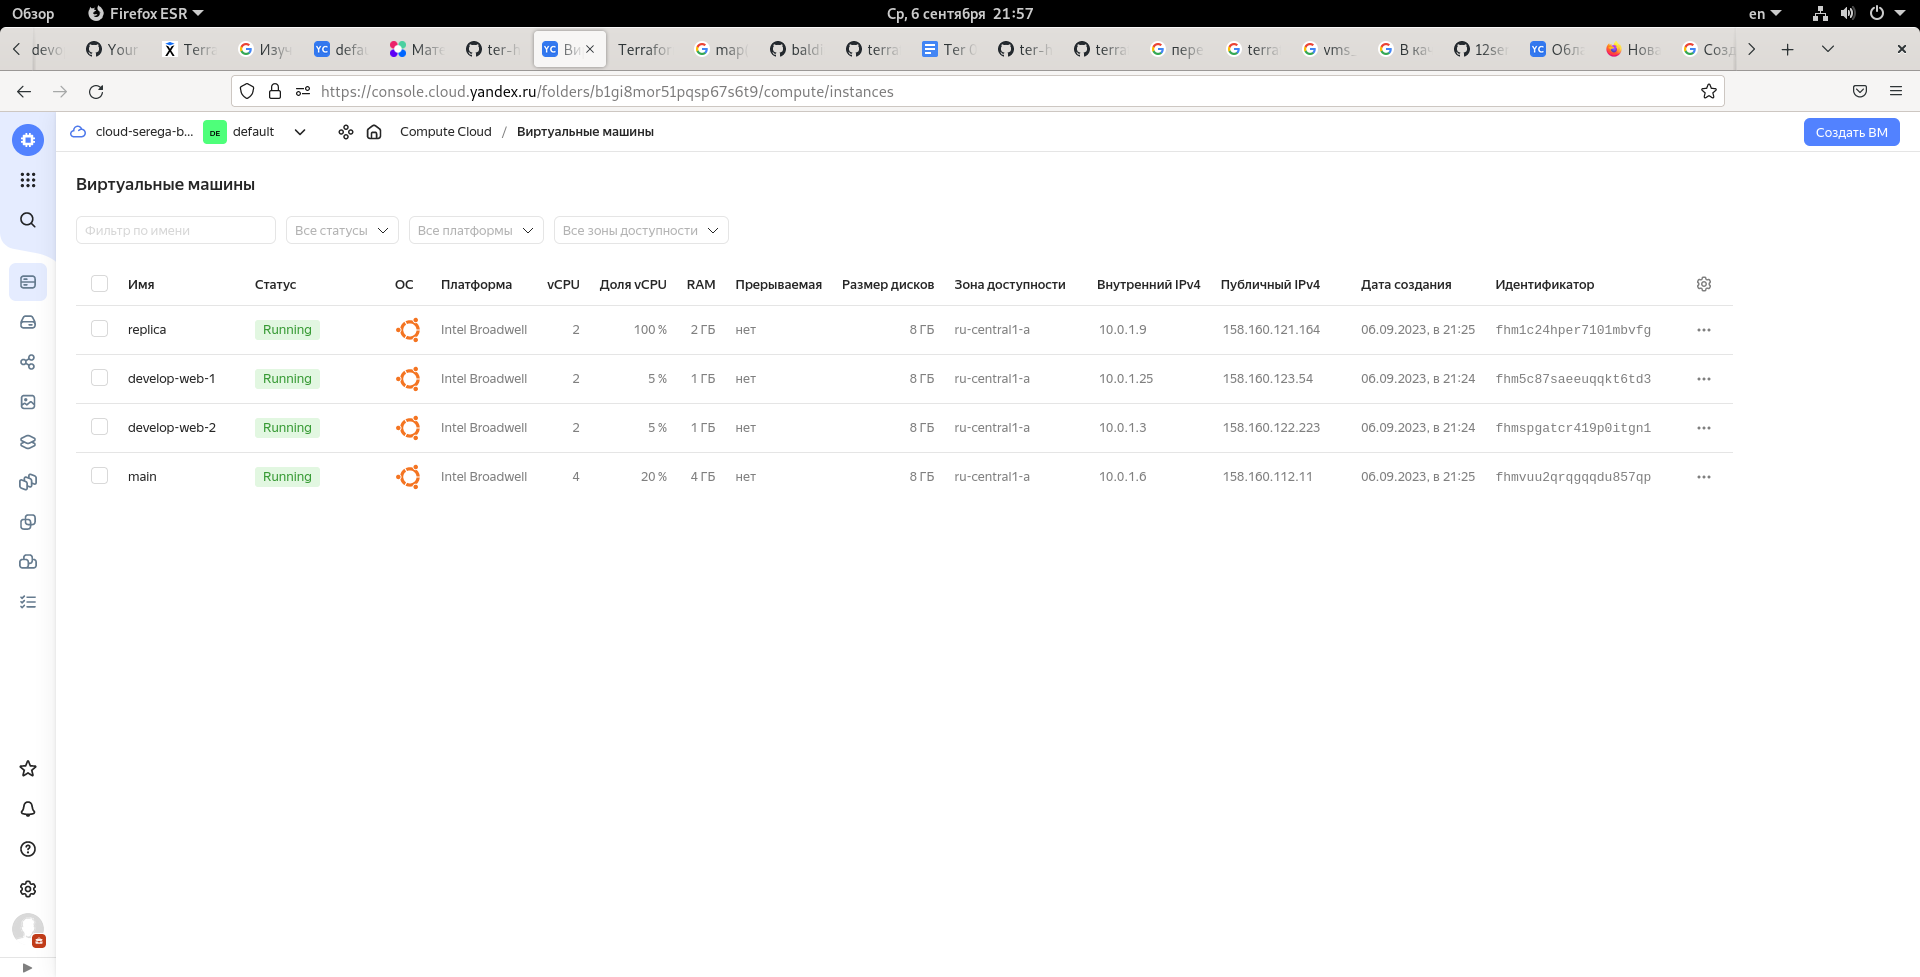 Обзор Firefox ESR Ср, 6 сентября 21:57 en
devo Your Terra Изуч defau Мате ter-h Ви Terrafor map( baldi terra Ter 0 ter-h terra пере terra vms_ В кач 12se Обла Нова Созд
https://console.cloud.yandex.ru/folders/b1gi8mor51pqsp67s6t9/compute/instances
cloud-serega-b... DE default Compute Cloud / Виртуальные машины Создать ВМ
Виртуальные машины
Фильтр по имени Все статусы Все платформы Все зоны доступности
Имя Статус ОС Платформа vCPU Доля vCPU RAM Прерываемая Размер дисков Зона доступности Внутренний IPv4 Публичный IPv4 Дата создания Идентификатор
replica Running Intel Broadwell 2 100 % 2 ГБ нет 8 ГБ ru-central1-a 10.0.1.9 158.160.121.164 06.09.2023, в 21:25 fhm1c24hper7101mbvfg
develop-web-1 Running Intel Broadwell 2 5 % 1 ГБ нет 8 ГБ ru-central1-a 10.0.1.25 158.160.123.54 06.09.2023, в 21:24 fhm5c87saeeuqqkt6td3
develop-web-2 Running Intel Broadwell 2 5 % 1 ГБ нет 8 ГБ ru-central1-a 10.0.1.3 158.160.122.223 06.09.2023, в 21:24 fhmspgatcr419p0itgn1
main Running Intel Broadwell 4 20 % 4 ГБ нет 8 ГБ ru-central1-a 10.0.1.6 158.160.112.11 06.09.2023, в 21:25 fhmvuu2qrqgqqdu857qp